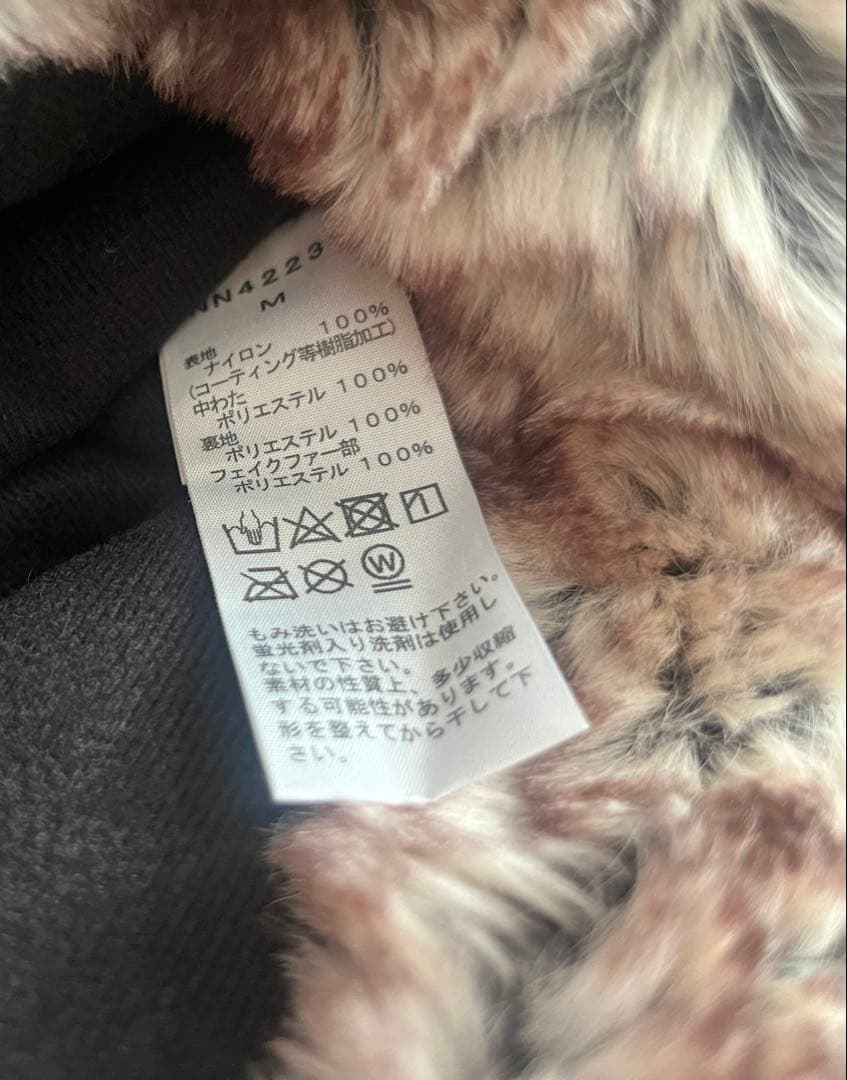 NN4223
M
表地
ナイロン 100%
(コーティング等樹脂加工)
中わた
ポリエステル 100%
裏地
ポリエステル 100%
フェイクファー部
ポリエステル 100%
W
もみ洗いはお避け下さい。
蛍光剤入り洗剤は使用し
ないで下さい。
素材の性質上、多少収縮
する可能性があります。
形を整えてから干して下
さい。